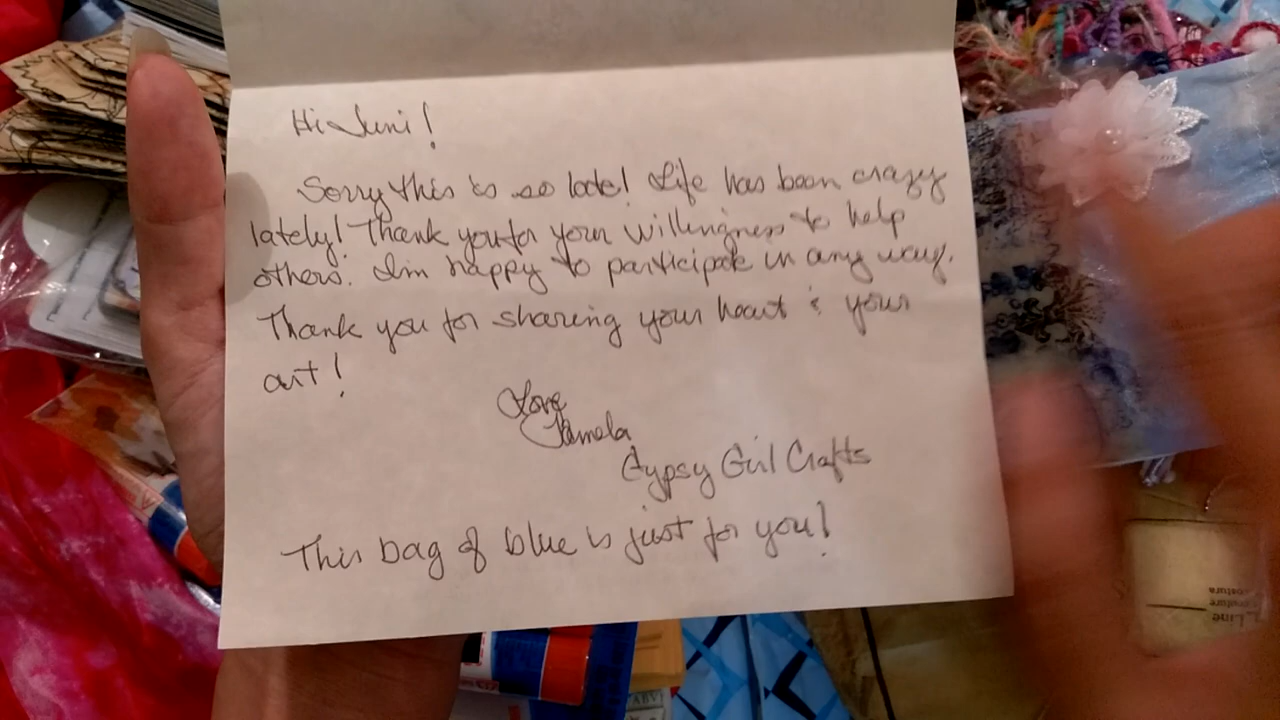 Hi Juni!
Sorry this is so late! Life has been crazy
lately! Thank you for your willingness to help
others. I'm happy to participate in any way.
Thank you for sharing your heart & your
art!
Love
Pamela
Gypsy Girl Crafts
This bag of blue is just for you!
Line